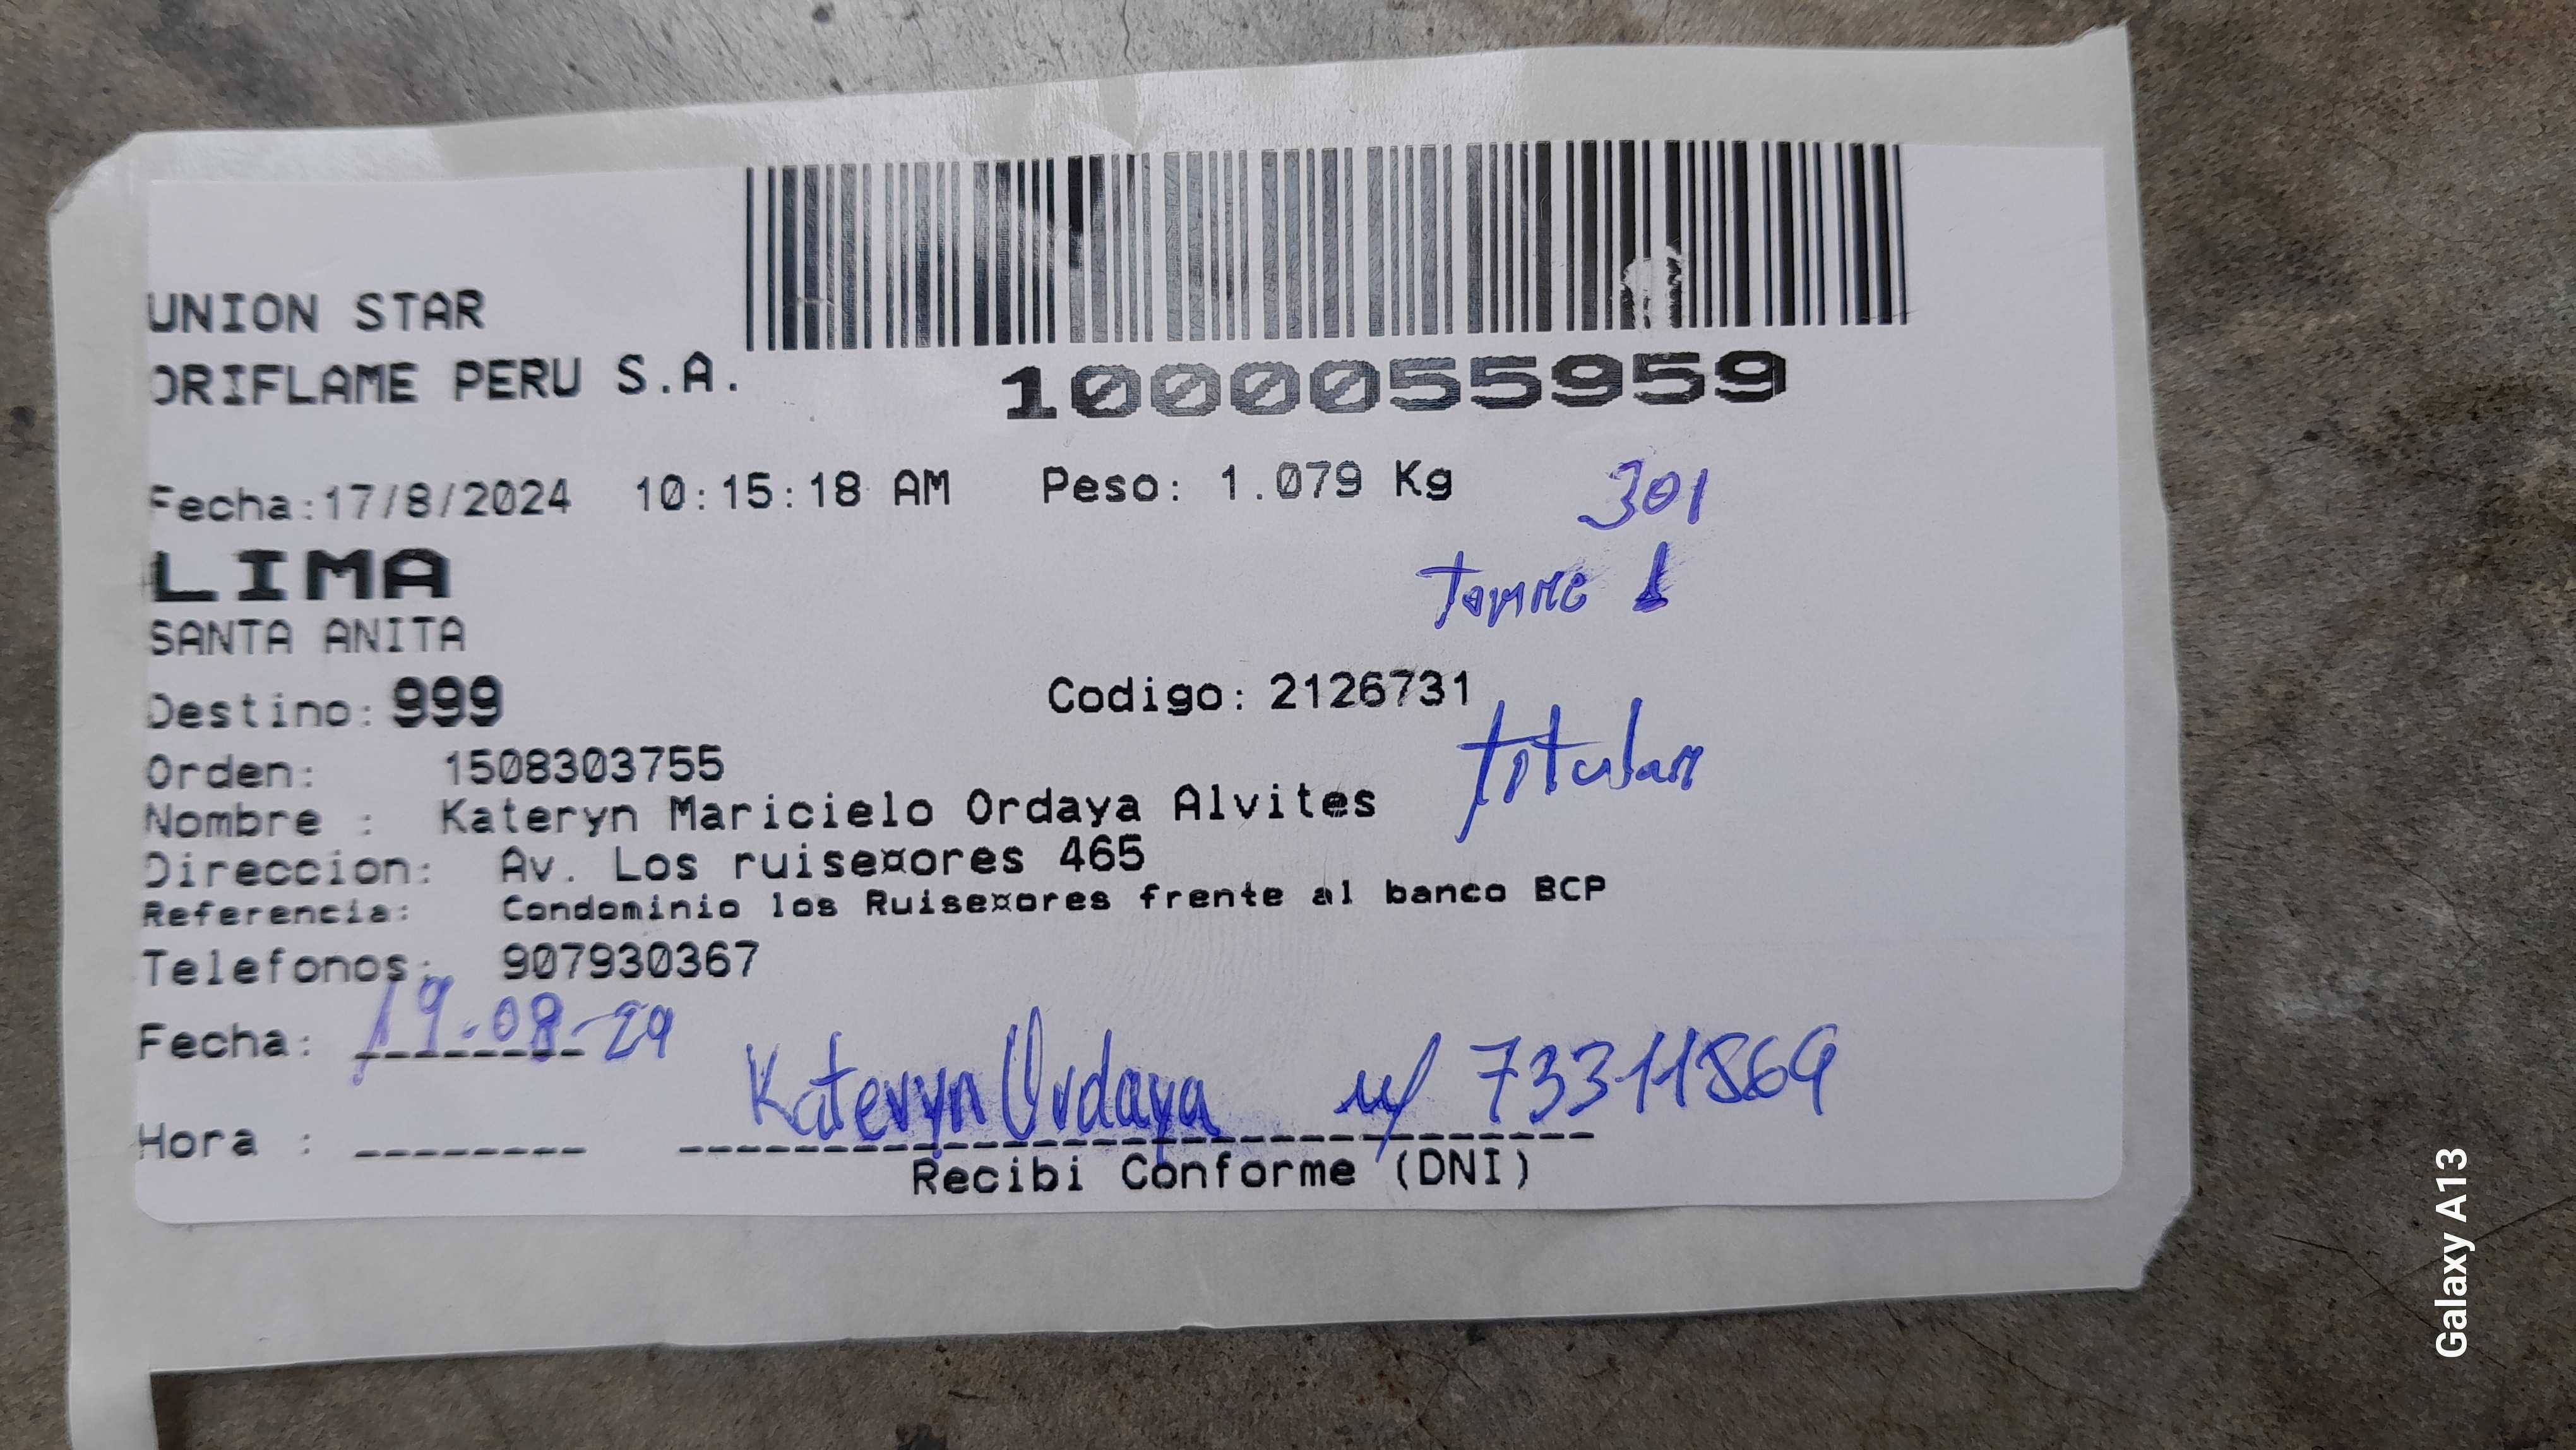 UNION STAR
ORIFLAME PERU S.A.
1000055959
Fecha:17/8/2024 10:15:18 AM Peso: 1.079 Kg
301
LIMA
Torre 1
SANTA ANITA
Destino: 999 Codigo: 2126731
titular
Orden: 1508303755
Nombre : Kateryn Maricielo Ordaya Alvites
Direccion: Av. Los ruise¤ores 465
Referencia: Condominio los Ruise¤ores frente al banco BCP
Telefonos: 907930367
Fecha: 19-08-24
Kateryn Ordaya 73311869
Hora :
Recibi Conforme (DNI)
Galaxy A13